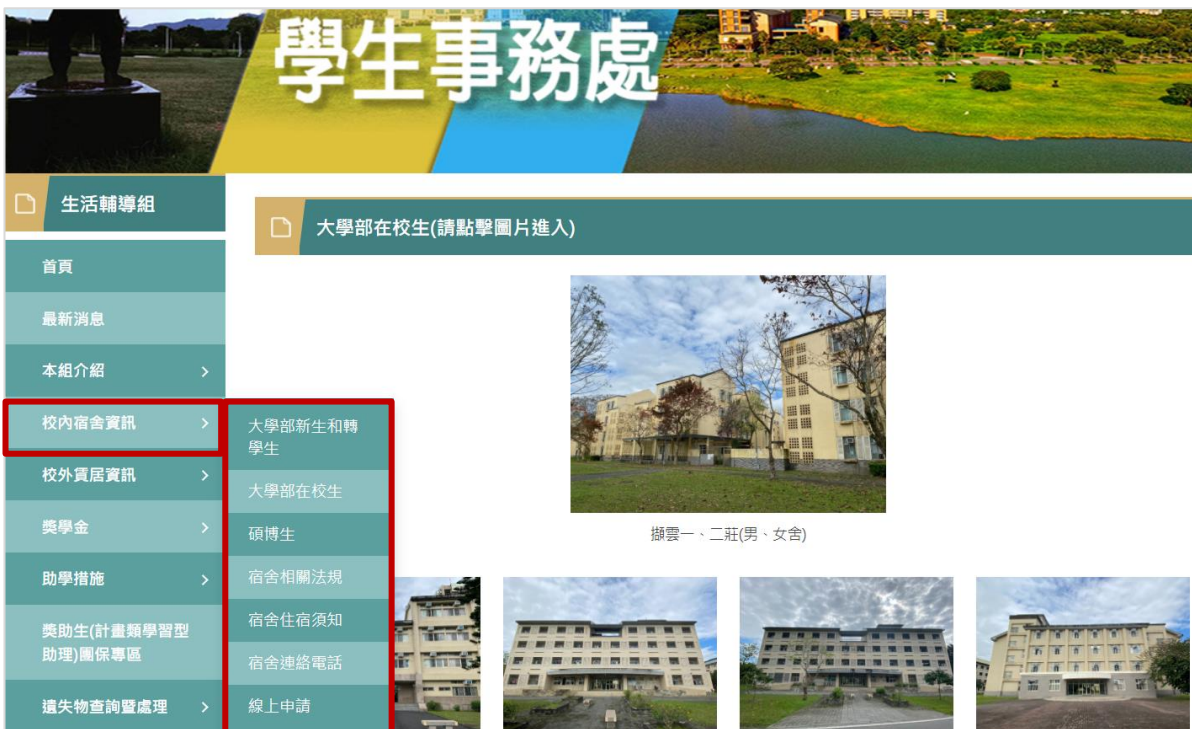 學生事務處
生活輔導組
首頁
最新消息
本組介紹
校內宿舍資訊
校外賃居資訊
獎學金
助學措施
獎助生(計畫類學習型
助理)團保專區
遺失物查詢暨處理
大學部新生和轉
學生
大學部在校生
碩博生
宿舍相關法規
宿舍住宿須知
宿舍連絡電話
線上申請
大學部在校生(請點擊圖片進入)
擷雲一、二莊(男、女舍)